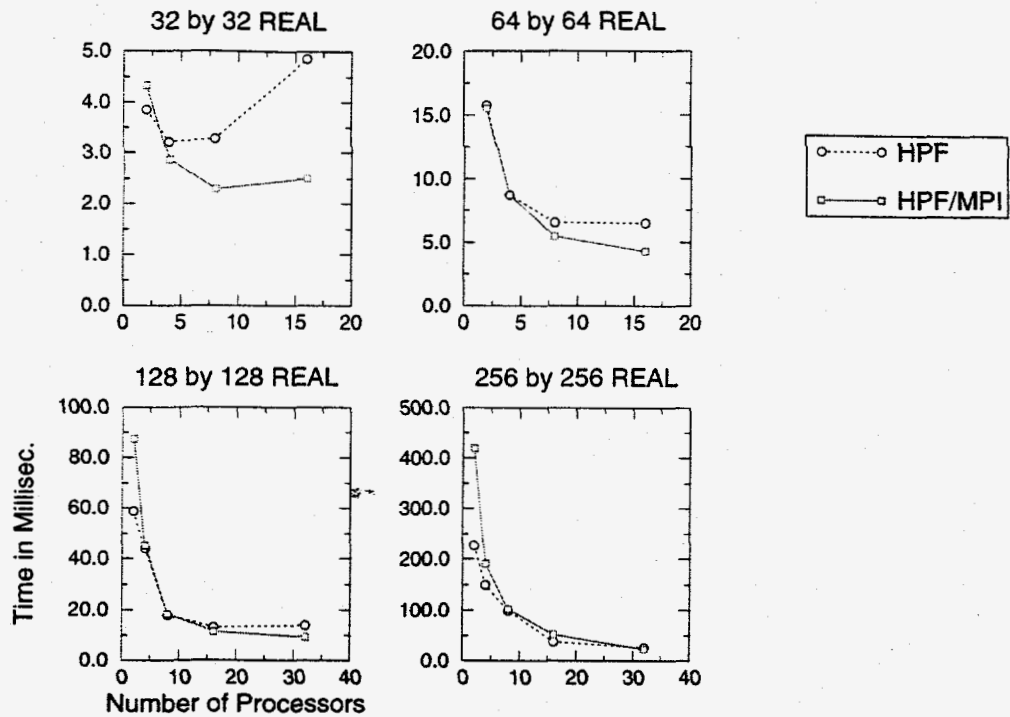 32 by 32 REAL
5.0
4.0
3.0
2.0
1.0
0.0
0 5 10 15 20
64 by 64 REAL
20.0
15.0
10.0
5.0
0.0
0 5 10 15 20
HPF
HPF/MPI
128 by 128 REAL
100.0
80.0
60.0
40.0
20.0
0.0
0 10 20 30 40
256 by 256 REAL
500.0
400.0
300.0
200.0
100.0
0.0
0 10 20 30 40
Time in Millisec.
Number of Processors